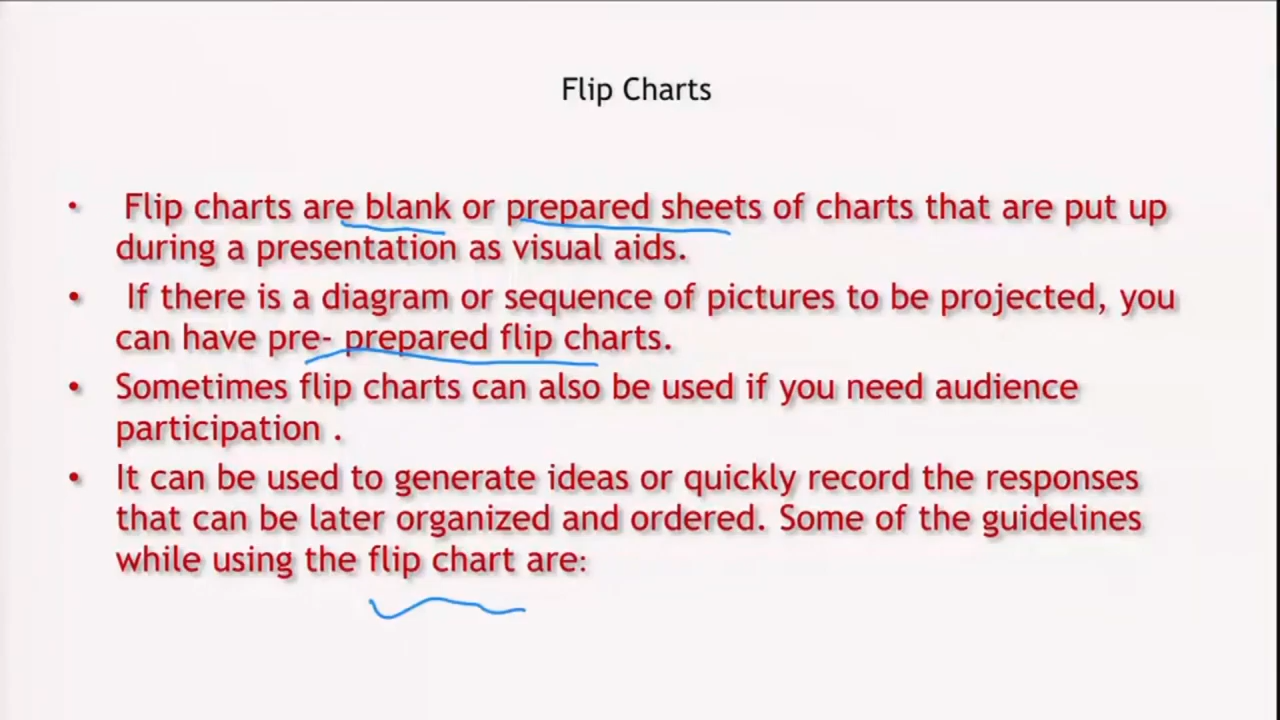 Flip Charts
• Flip charts are blank or prepared sheets of charts that are put up
during a presentation as visual aids.
• If there is a diagram or sequence of pictures to be projected, you
can have pre- prepared flip charts.
• Sometimes flip charts can also be used if you need audience
participation .
• It can be used to generate ideas or quickly record the responses
that can be later organized and ordered. Some of the guidelines
while using the flip chart are: